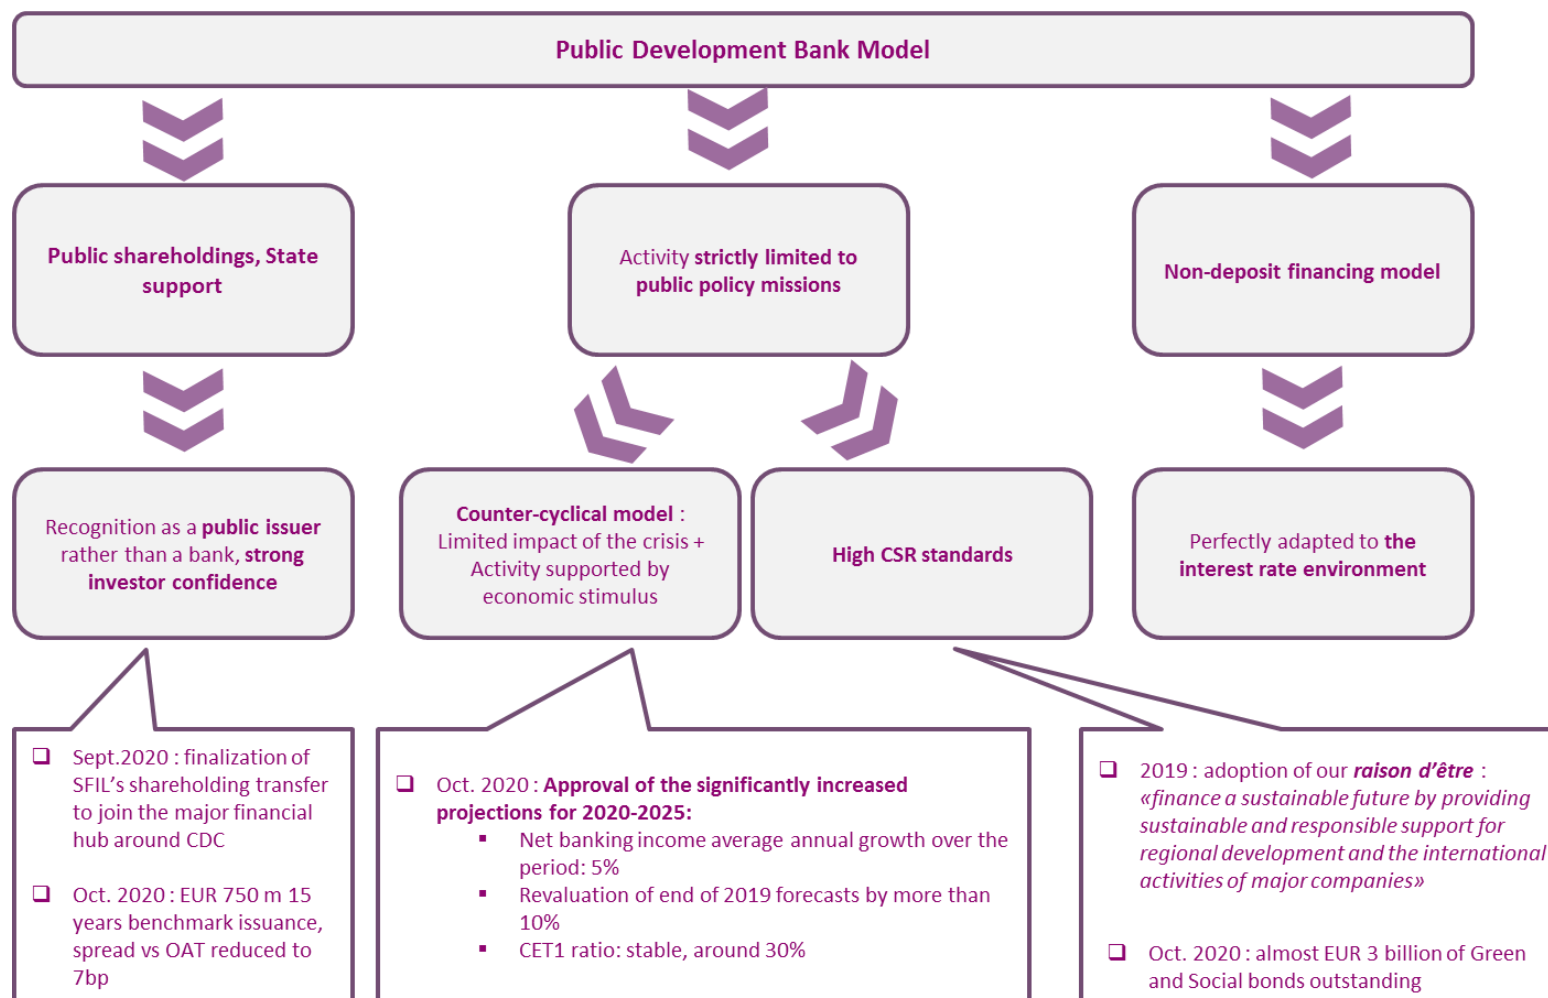 Public Development Bank Model
Public shareholdings, State
support
Activity strictly limited to
public policy missions
Non-deposit financing model
Recognition as a public issuer
rather than a bank, strong
investor confidence
Counter-cyclical model :
Limited impact of the crisis +
Activity supported by
economic stimulus
High CSR standards
Perfectly adapted to the
interest rate environment
❑ Sept.2020 : finalization of
SFIL’s shareholding transfer
to join the major financial
hub around CDC
❑ Oct. 2020 : EUR 750 m 15
years benchmark issuance,
spread vs OAT reduced to
7bp
❑ Oct. 2020 : Approval of the significantly increased
projections for 2020-2025:
▪ Net banking income average annual growth over the
period: 5%
▪ Revaluation of end of 2019 forecasts by more than
10%
▪ CET1 ratio: stable, around 30%
❑ 2019 : adoption of our raison d’être :
«finance a sustainable future by providing
sustainable and responsible support for
regional development and the international
activities of major companies»
❑ Oct. 2020 : almost EUR 3 billion of Green
and Social bonds outstanding